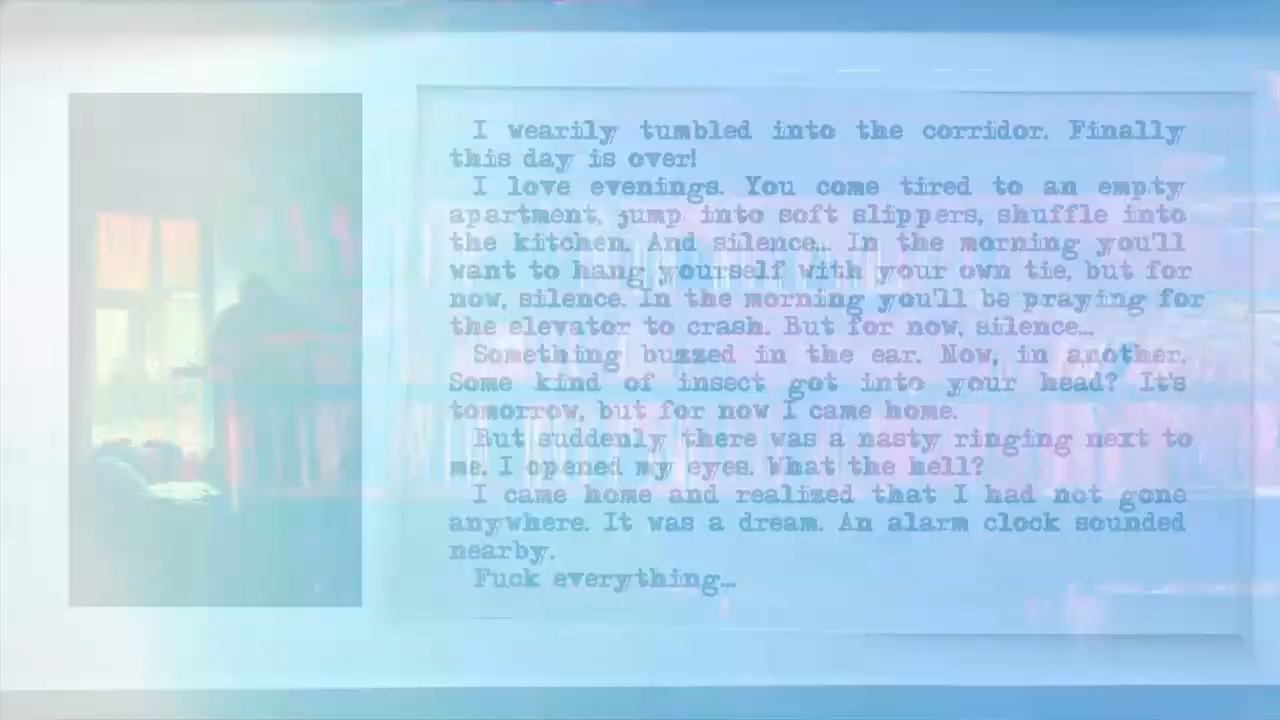 I wearily tumbled into the corridor. Finally
this day is over!
I love evenings. You come tired to an empty
apartment, jump into soft slippers, shuffle into
the kitchen. And silence... In the morning you'll
want to hang yourself with your own tie, but for
now, silence. In the morning you'll be praying for
the elevator to crash. But for now, silence...
Something buzzed in the ear. Now, in another.
Some kind of insect got into your head? It's
tomorrow, but for now I came home.
But suddenly there was a nasty ringing next to
me. I opened my eyes. What the hell?
I came home and realized that I had not gone
anywhere. It was a dream. An alarm clock sounded
nearby.
Fuck everything...